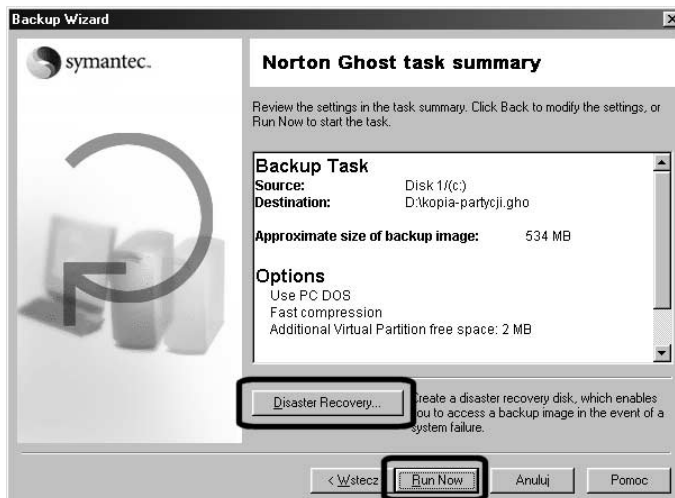 Backup Wizard
symantec.
Norton Ghost task summary
Review the settings in the task summary. Click Back to modify the settings, or
Run Now to start the task.
Backup Task
Source: Disk 1/(c:)
Destination: D:\kopia-partycji.gho
Approximate size of backup image: 534 MB
Options
Use PC DOS
Fast compression
Additional Virtual Partition free space: 2 MB
Disaster Recovery...
Create a disaster recovery disk, which enables
you to access a backup image in the event of a
system failure.
< Wstecz
Run Now
Anuluj
Pomoc